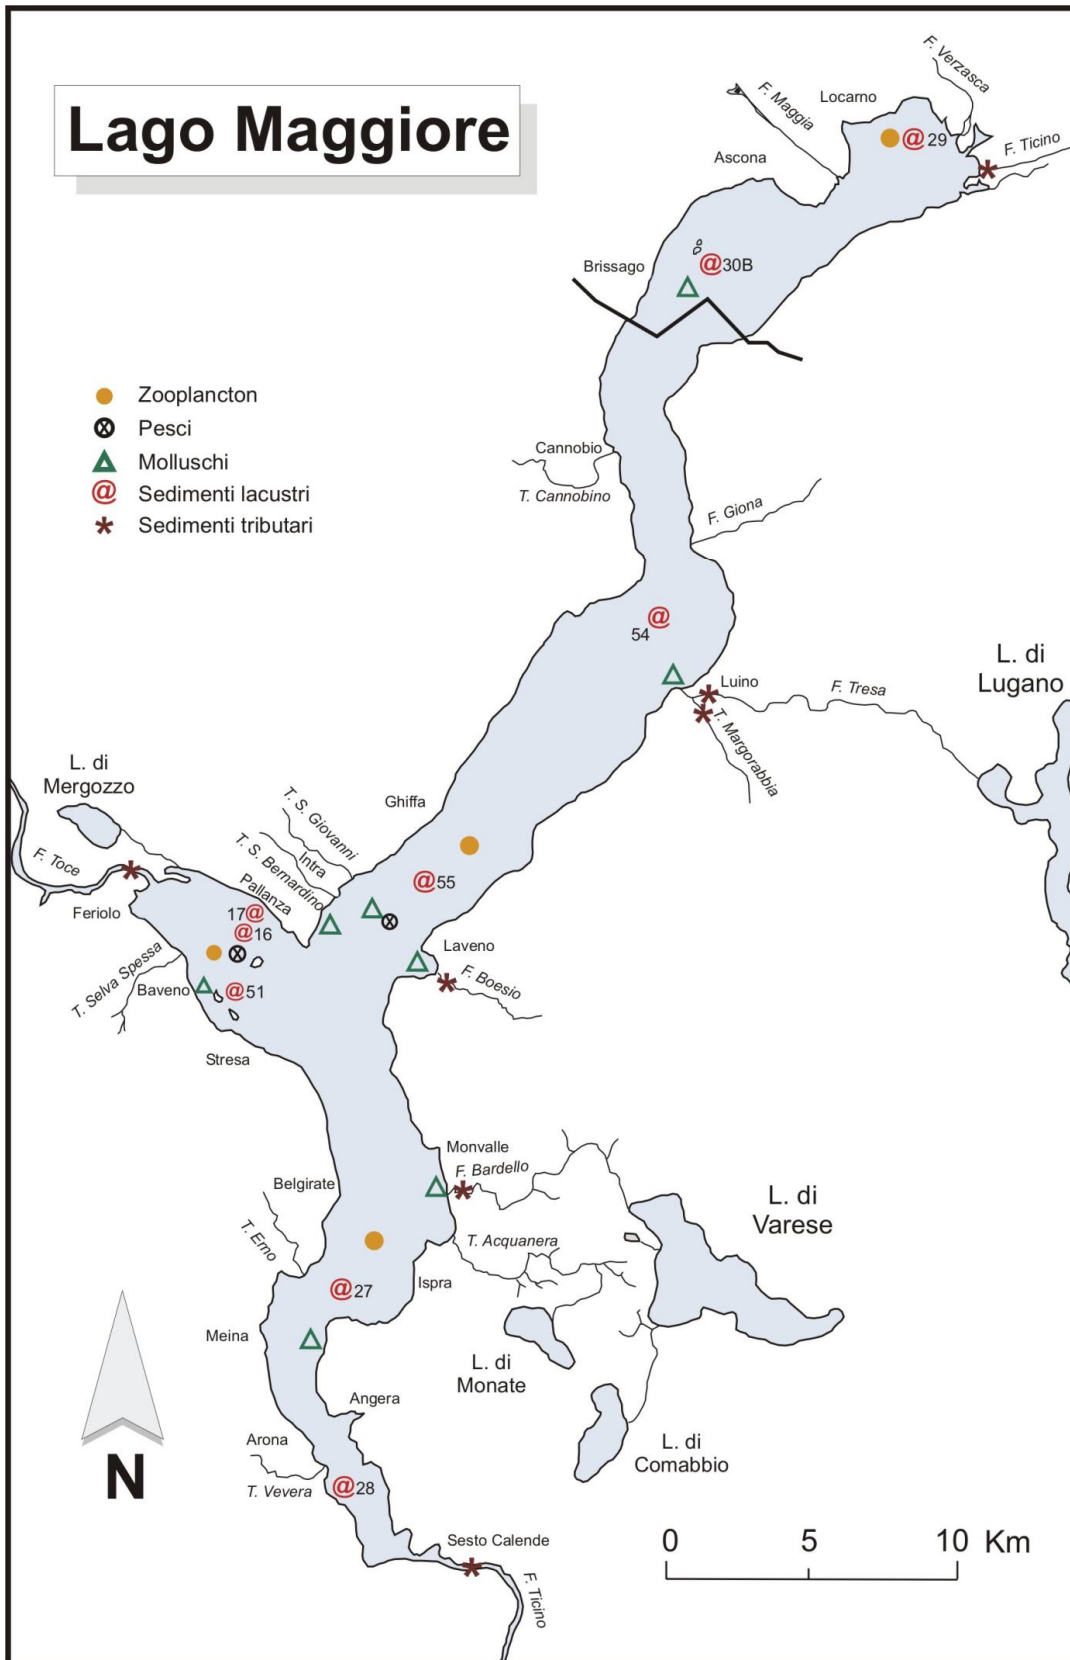 Lago Maggiore
F. Verzasca
Locarno
F. Maggia
@ 29
F. Ticino
Ascona
Brissago
@ 30B
Zooplancton
Pesci
Molluschi
@ Sedimenti lacustri
* Sedimenti tributari
Cannobio
T. Cannobino
F. Giona
@
54
L. di
Lugano
Luino
F. Tresa
T. Margorabbia
L. di
Mergozzo
Ghiffa
T. S. Giovanni
Intra
T. S. Bernardino
Pallanza
F. Toce
@ 55
Feriolo
17 @
@ 16
Laveno
F. Boesio
T. Selva Spessa
Baveno
@ 51
Stresa
Monvalle
F. Bardello
Belgirate
L. di
Varese
T. Erno
T. Acquanera
Ispra
@ 27
Meina
L. di
Monate
Angera
Arona
L. di
Comabbio
N
T. Vevera
@ 28
Sesto Calende
F. Ticino
0 5 10 Km